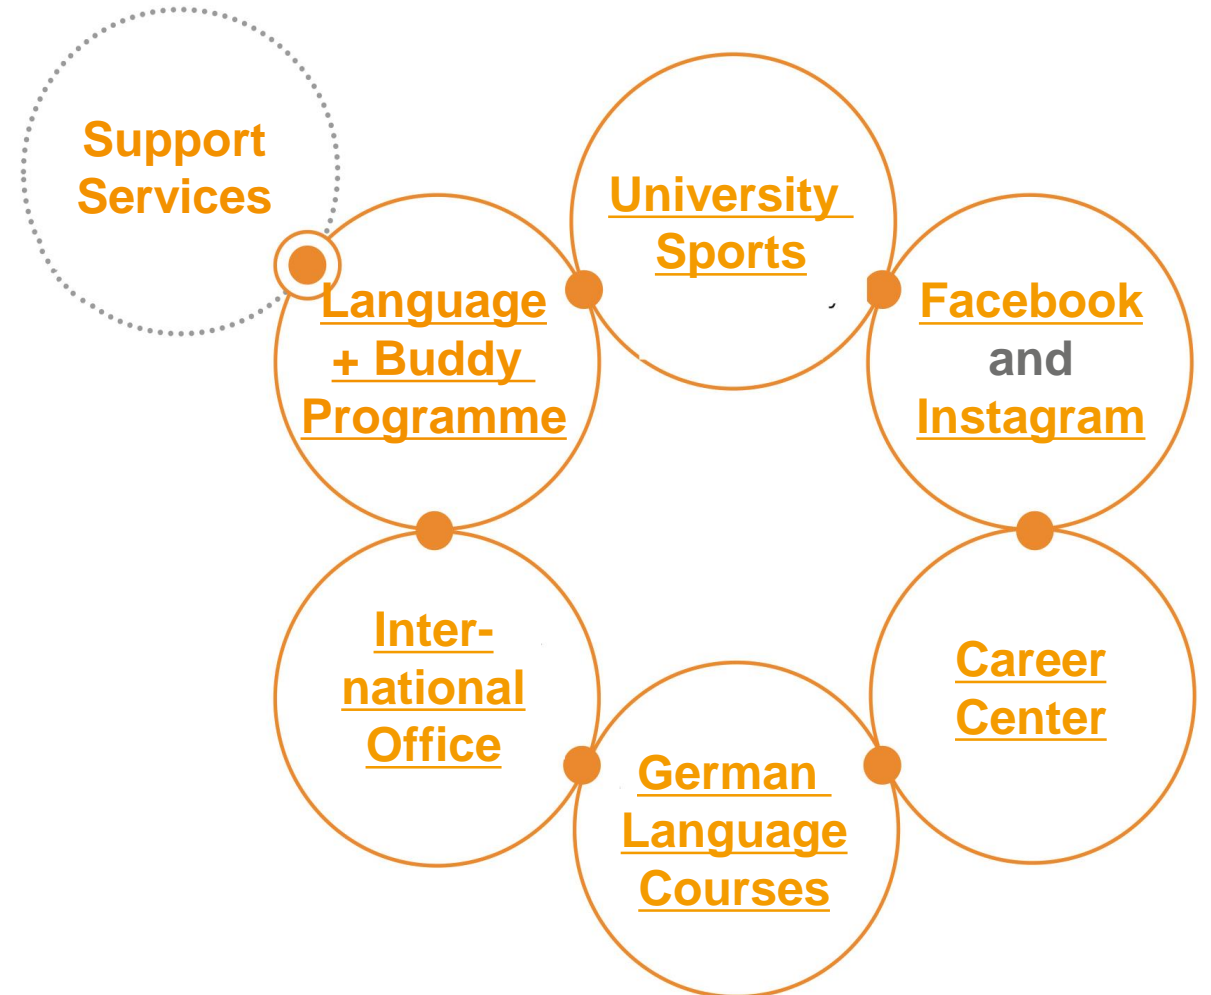 Support
Services
University
Sports
Language
+ Buddy
Programme
Facebook
and
Instagram
Inter-
national
Office
Career
Center
German
Language
Courses